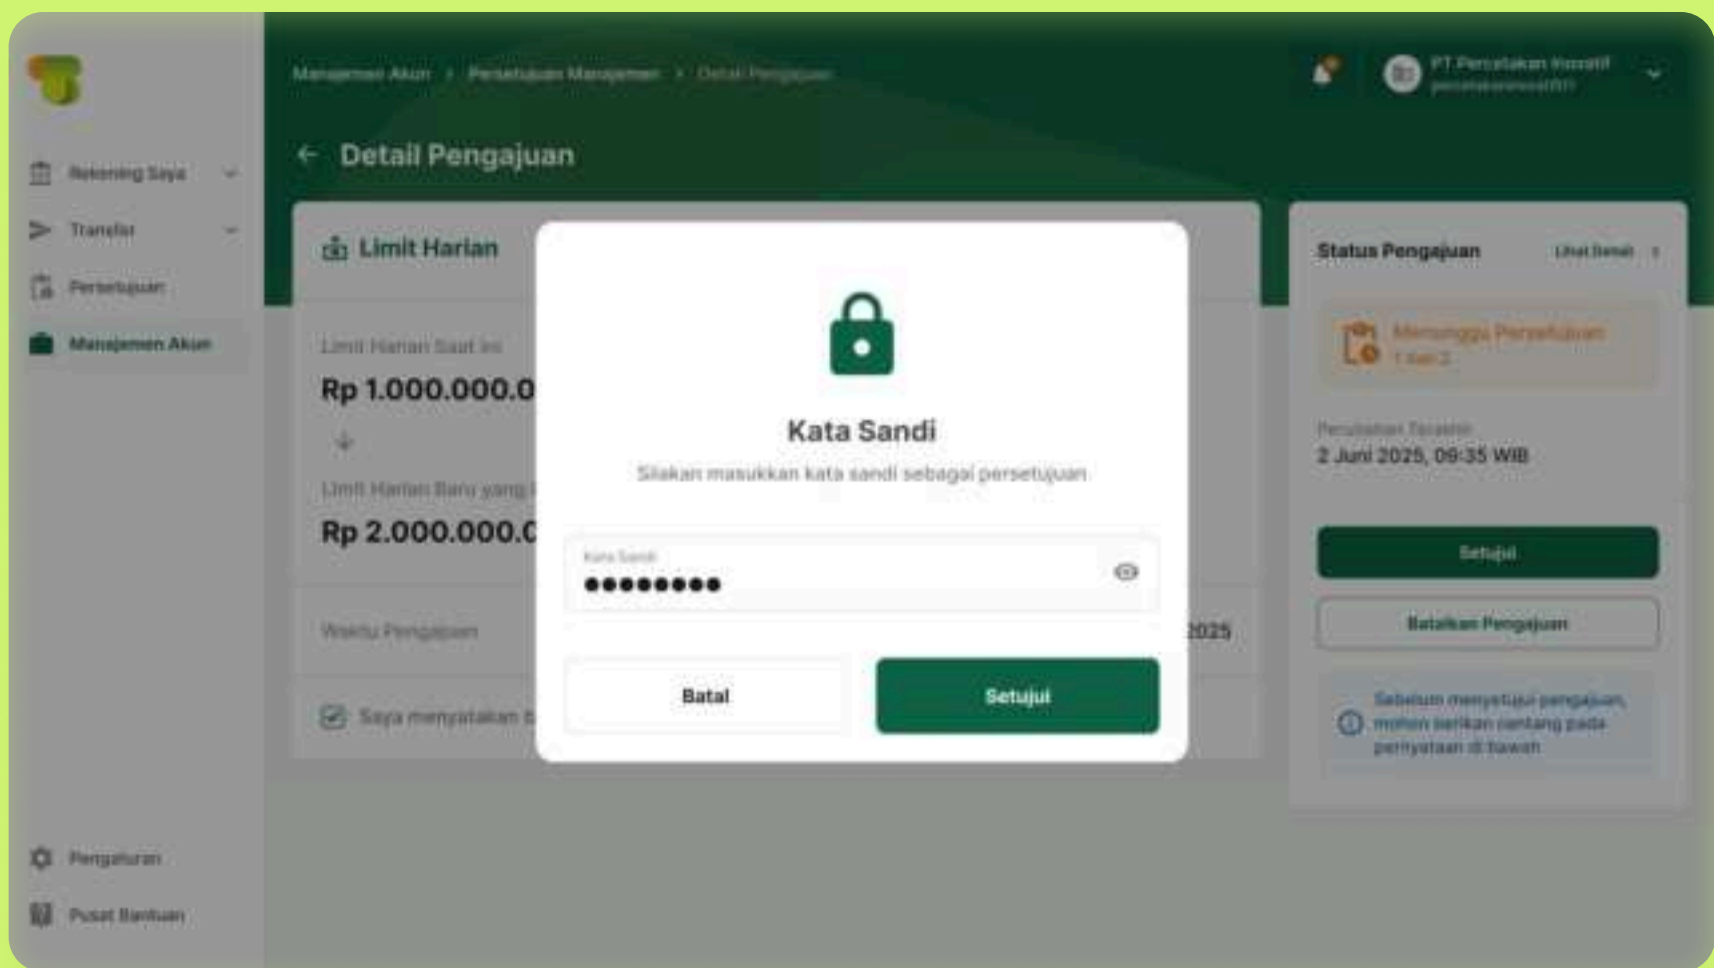 Manajemen Akun > Persetujuan Manajemen > Detail Pengajuan
PT Percetakan Inovatif
← Detail Pengajuan
Rekening Saya
Transfer
Persetujuan
Manajemen Akun
Pengaturan
Pusat Bantuan
Limit Harian
Limit Harian Saat Ini
Rp 1.000.000.0
Limit Harian Baru yang
Rp 2.000.000.0
Waktu Pengajuan
2025
Saya menyatakan b
Kata Sandi
Silakan masukkan kata sandi sebagai persetujuan
Kata Sandi
●●●●●●●●
Batal
Setujui
Status Pengajuan
Lihat Detail >
Menunggu Persetujuan
1 dari 2
Perubahan Terakhir
2 Juni 2025, 09:35 WIB
Setujui
Batalkan Pengajuan
Sebelum menyetujui pengajuan,
mohon berikan centang pada
pernyataan di bawah